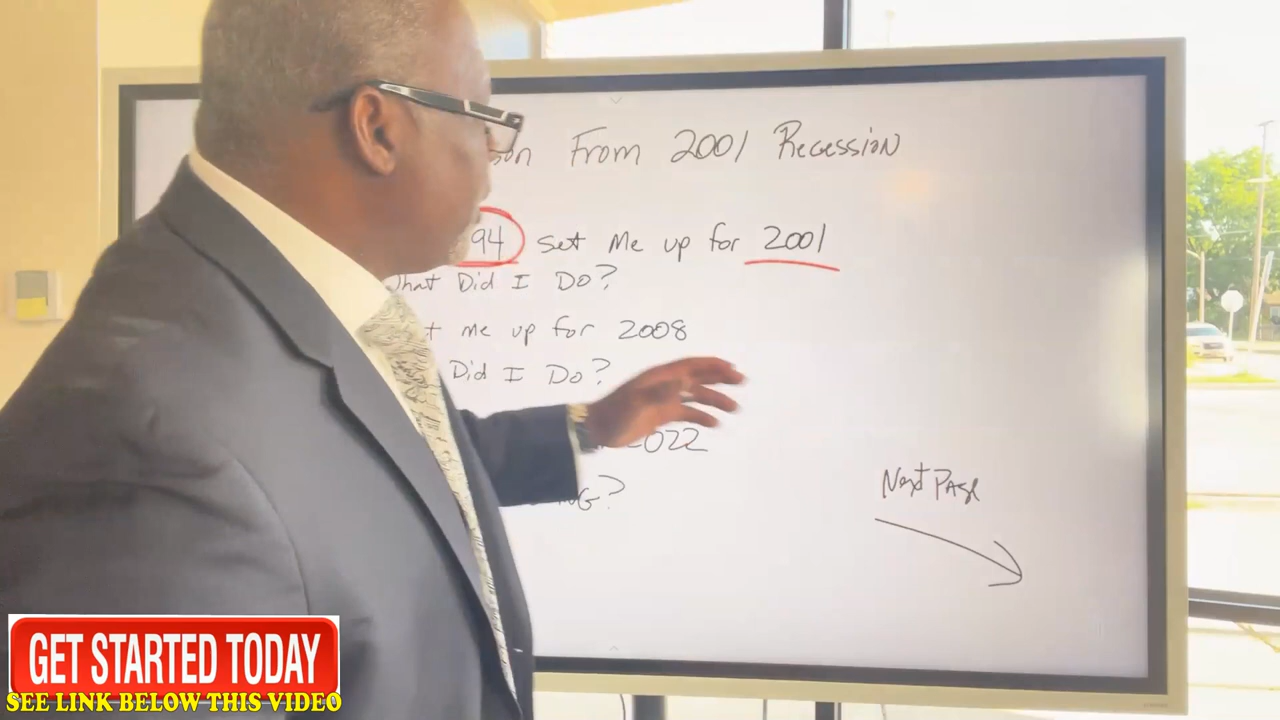 From 2001 Recession
94 set Me up for 2001
Did I Do?
me up for 2008
Did I Do?
2022
Next Page
GET STARTED TODAY
SEE LINK BELOW THIS VIDEO